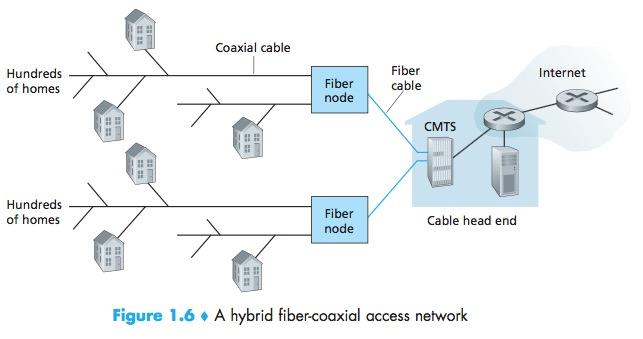 Coaxial cable
Hundreds
of homes
Fiber
node
Fiber
cable
Internet
CMTS
Hundreds
of homes
Fiber
node
Cable head end
Figure 1.6 ♦ A hybrid fiber-coaxial access network